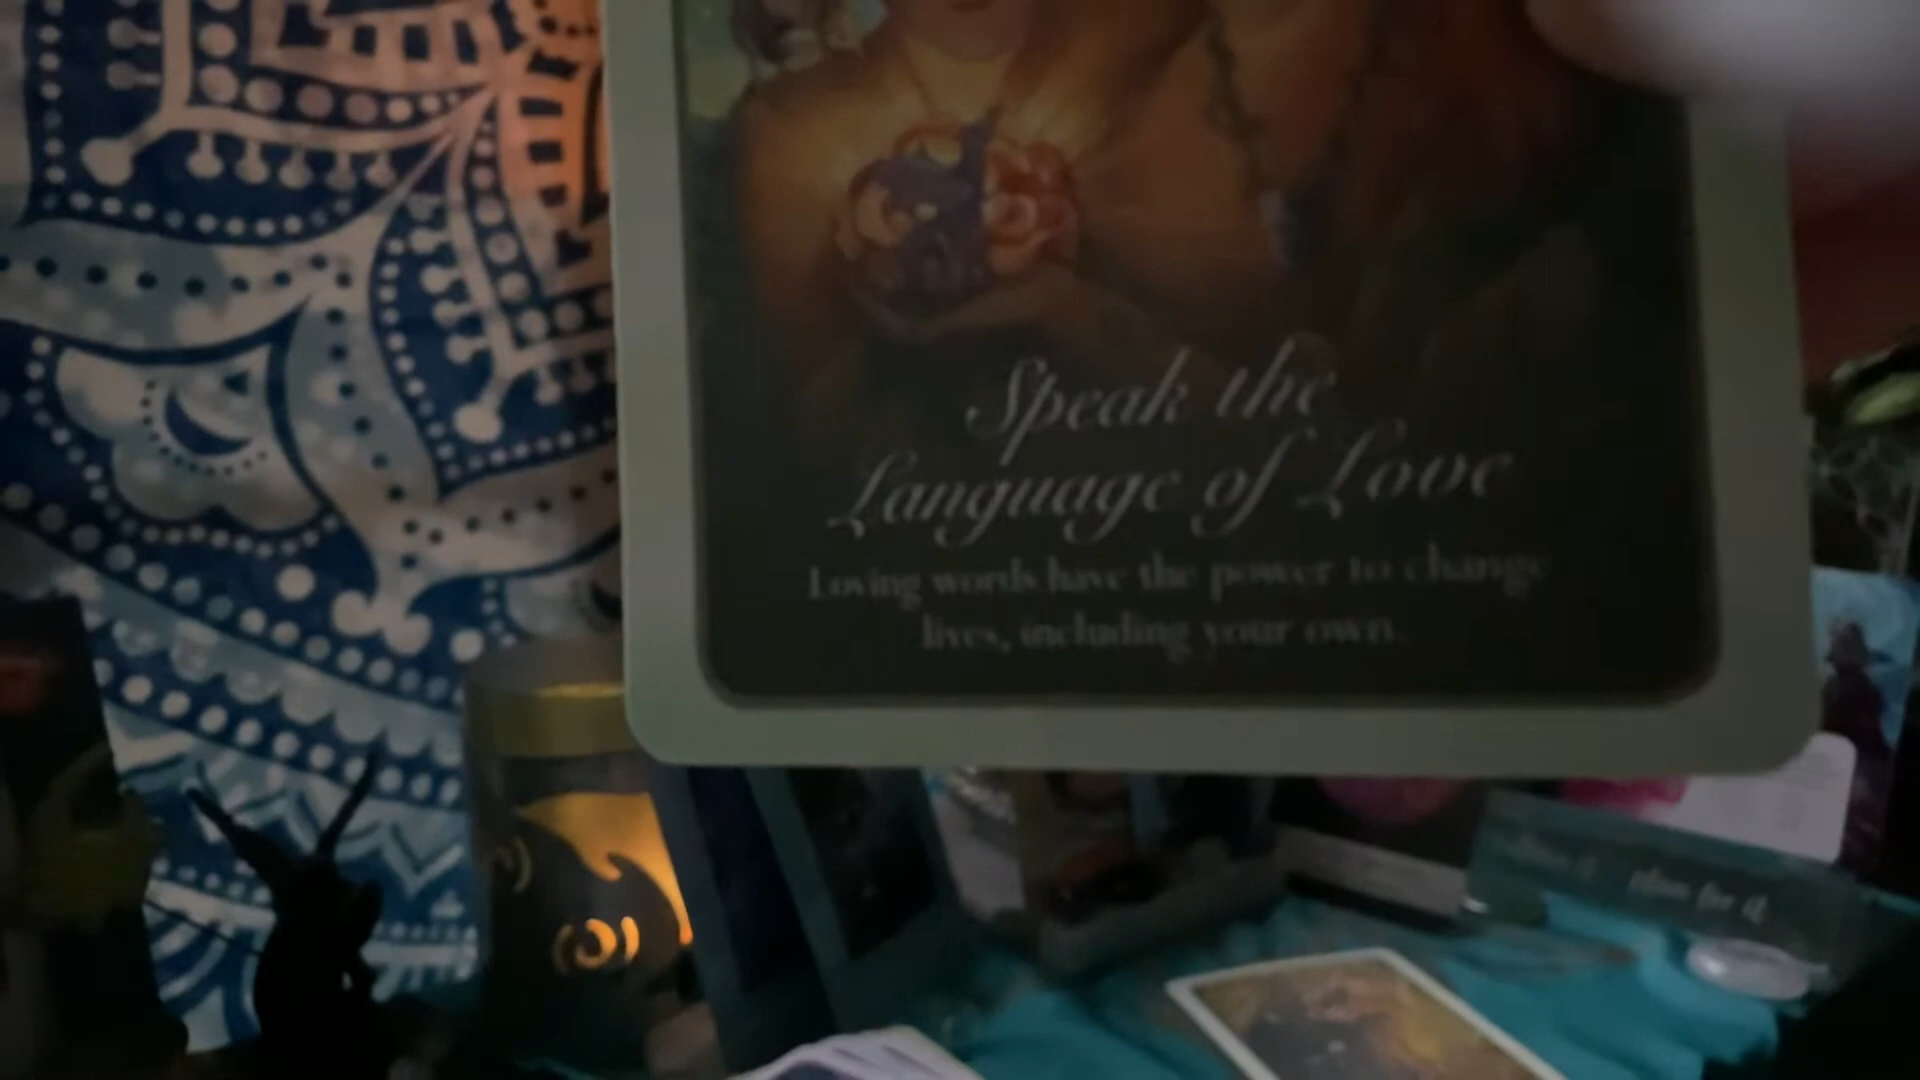 Speak the
Language of Love
Loving words have the power to change
lives, including your own.